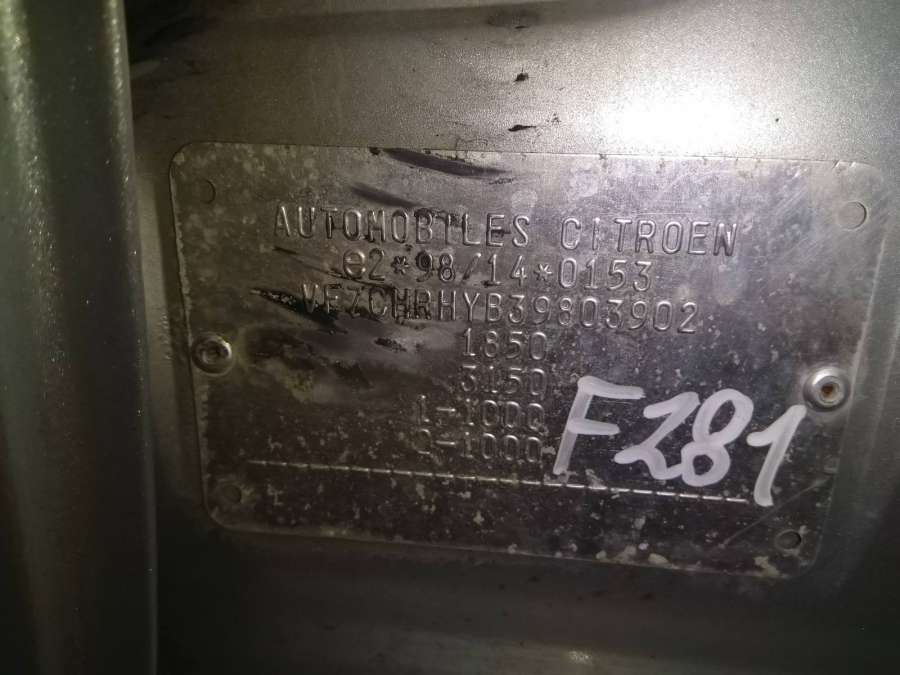 AUTOMOBILES CITROEN
e2*98/14*0153
VF7CHRHYB39803902
1850
3150
1-1000
2-1000
F281